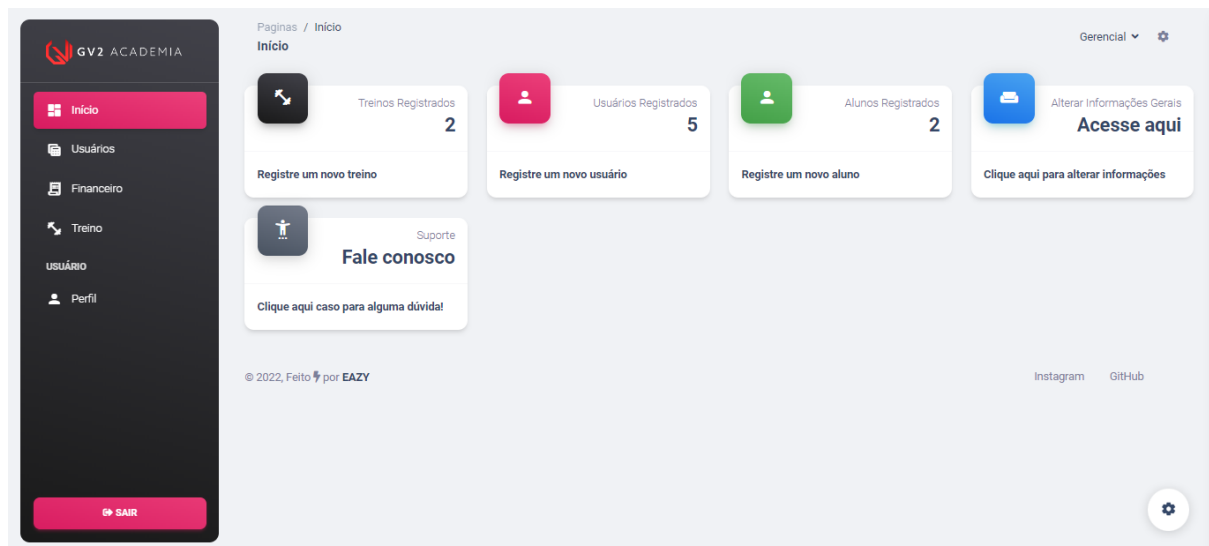 GV2 ACADEMIA
Início
Usuários
Financeiro
Treino
USUÁRIO
Perfil
SAIR
Paginas / Início
Início
Gerencial
Treinos Registrados
2
Registre um novo treino
Usuários Registrados
5
Registre um novo usuário
Alunos Registrados
2
Registre um novo aluno
Alterar Informações Gerais
Acesse aqui
Clique aqui para alterar informações
Suporte
Fale conosco
Clique aqui caso para alguma dúvida!
© 2022, Feito por EAZY
Instagram GitHub